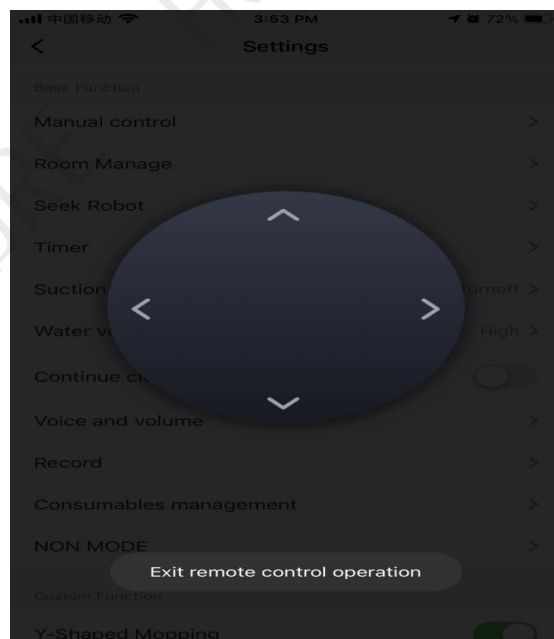 中国移动 3:53 PM 72%
Settings
Base Function
Manual control
Room Manage
Seek Robot
Timer
Suction Turnoff
Water High
Continue
Voice and volume
Record
Consumables management
NON MODE
Exit remote control operation
Custom Function
Y-Shaped Mopping